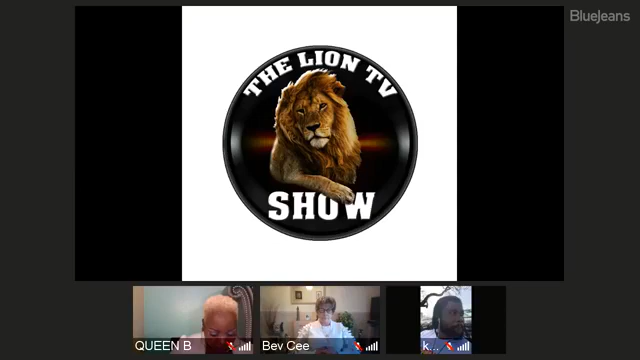 BlueJeans
THE LION TV
SHOW
QUEEN B
Bev Cee
k...